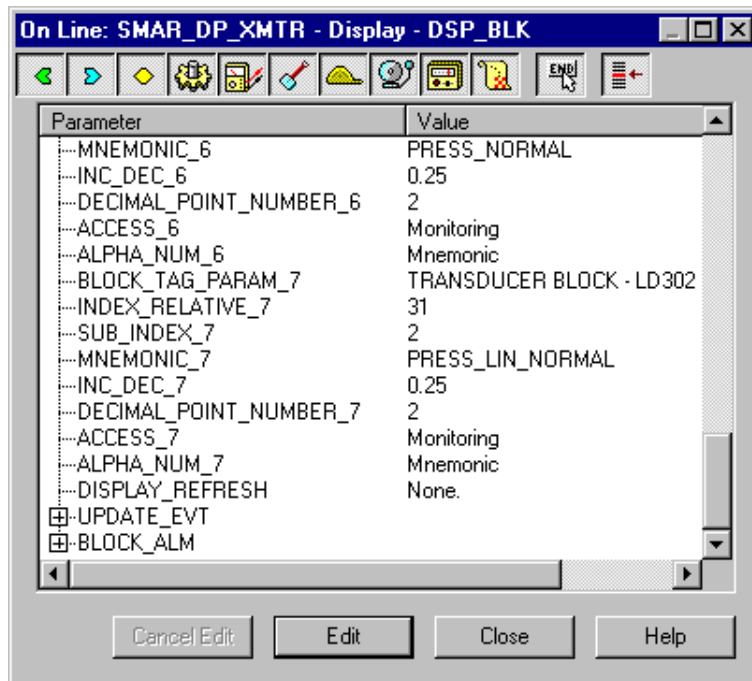 On Line: SMAR_DP_XMTR - Display - DSP_BLK
END
Parameter Value
MNEMONIC_6 PRESS_NORMAL
INC_DEC_6 0.25
DECIMAL_POINT_NUMBER_6 2
ACCESS_6 Monitoring
ALPHA_NUM_6 Mnemonic
BLOCK_TAG_PARAM_7 TRANSDUCER BLOCK - LD302
INDEX_RELATIVE_7 31
SUB_INDEX_7 2
MNEMONIC_7 PRESS_LIN_NORMAL
INC_DEC_7 0.25
DECIMAL_POINT_NUMBER_7 2
ACCESS_7 Monitoring
ALPHA_NUM_7 Mnemonic
DISPLAY_REFRESH None.
UPDATE_EVT
BLOCK_ALM
Cancel Edit Edit Close Help